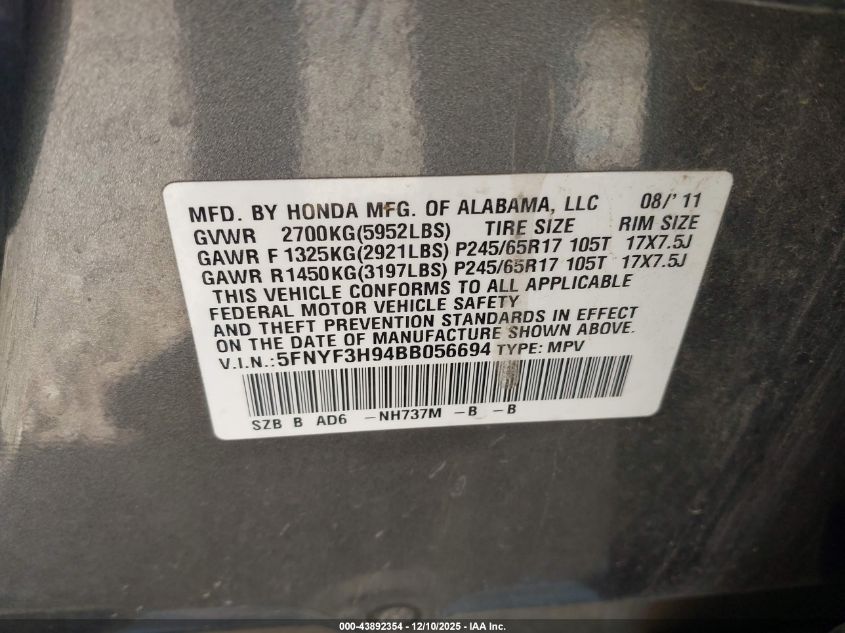 MFD. BY HONDA MFG. OF ALABAMA, LLC 08/'11
GVWR 2700KG(5952LBS) TIRE SIZE RIM SIZE
GAWR F 1325KG(2921LBS) P245/65R17 105T 17X7.5J
GAWR R1450KG(3197LBS) P245/65R17 105T 17X7.5J
THIS VEHICLE CONFORMS TO ALL APPLICABLE
FEDERAL MOTOR VEHICLE SAFETY
AND THEFT PREVENTION STANDARDS IN EFFECT
ON THE DATE OF MANUFACTURE SHOWN ABOVE.
V.I.N.:5FNYF3H94BB056694 TYPE: MPV
SZB B AD6 -NH737M -B -B
000-43892354 - 12/10/2025 - IAA Inc.